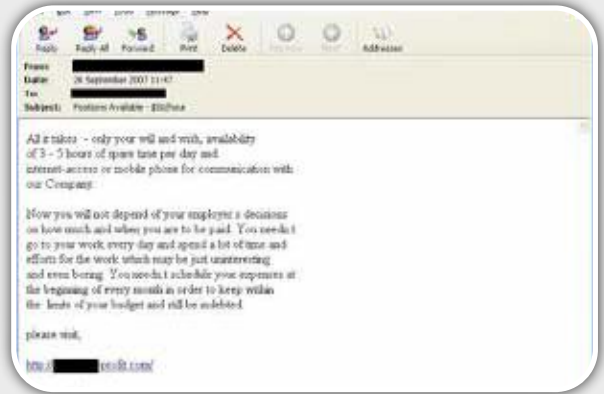 Reply Reply All Forward Print Delete Previous Next Addresses
From:
Date: 26 September 2007 11:47
To:
Subject: Positions Available -
All it takes - only your will and wish, availability
of 3 - 5 hours of spare time per day and
internet-access or mobile phone for communication with
our Company.
Now you will not depend of your employer s decisions
on how much and when you are to be paid. You needn.t
go to your work every day and spend a lot of time and
efforts for the work which may be just uninteresting
and even boring. You needn.t schedule your expenses at
the beginning of every month in order to keep within
the limits of your budget and still be indebted.
please visit,
http:// profit.com/